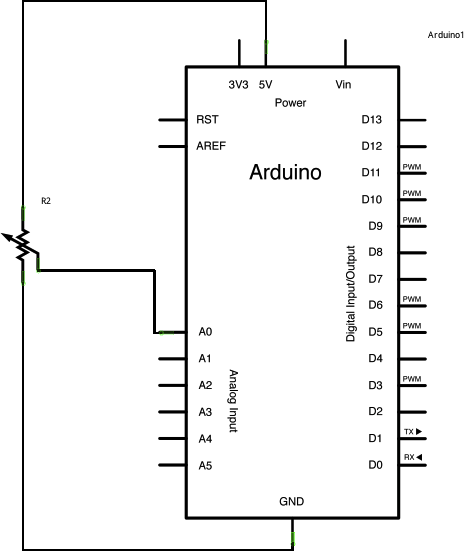 Arduino1
3V3 5V Vin
Power
RST D13
AREF D12
Arduino
D11 PWM
D10 PWM
D9 PWM
R2
D8
D7
Digital Input/Output
D6 PWM
A0 D5 PWM
A1 D4
A2 D3 PWM
Analog Input
A3 D2
A4 D1 TX ▶
A5 D0 RX ◀
GND